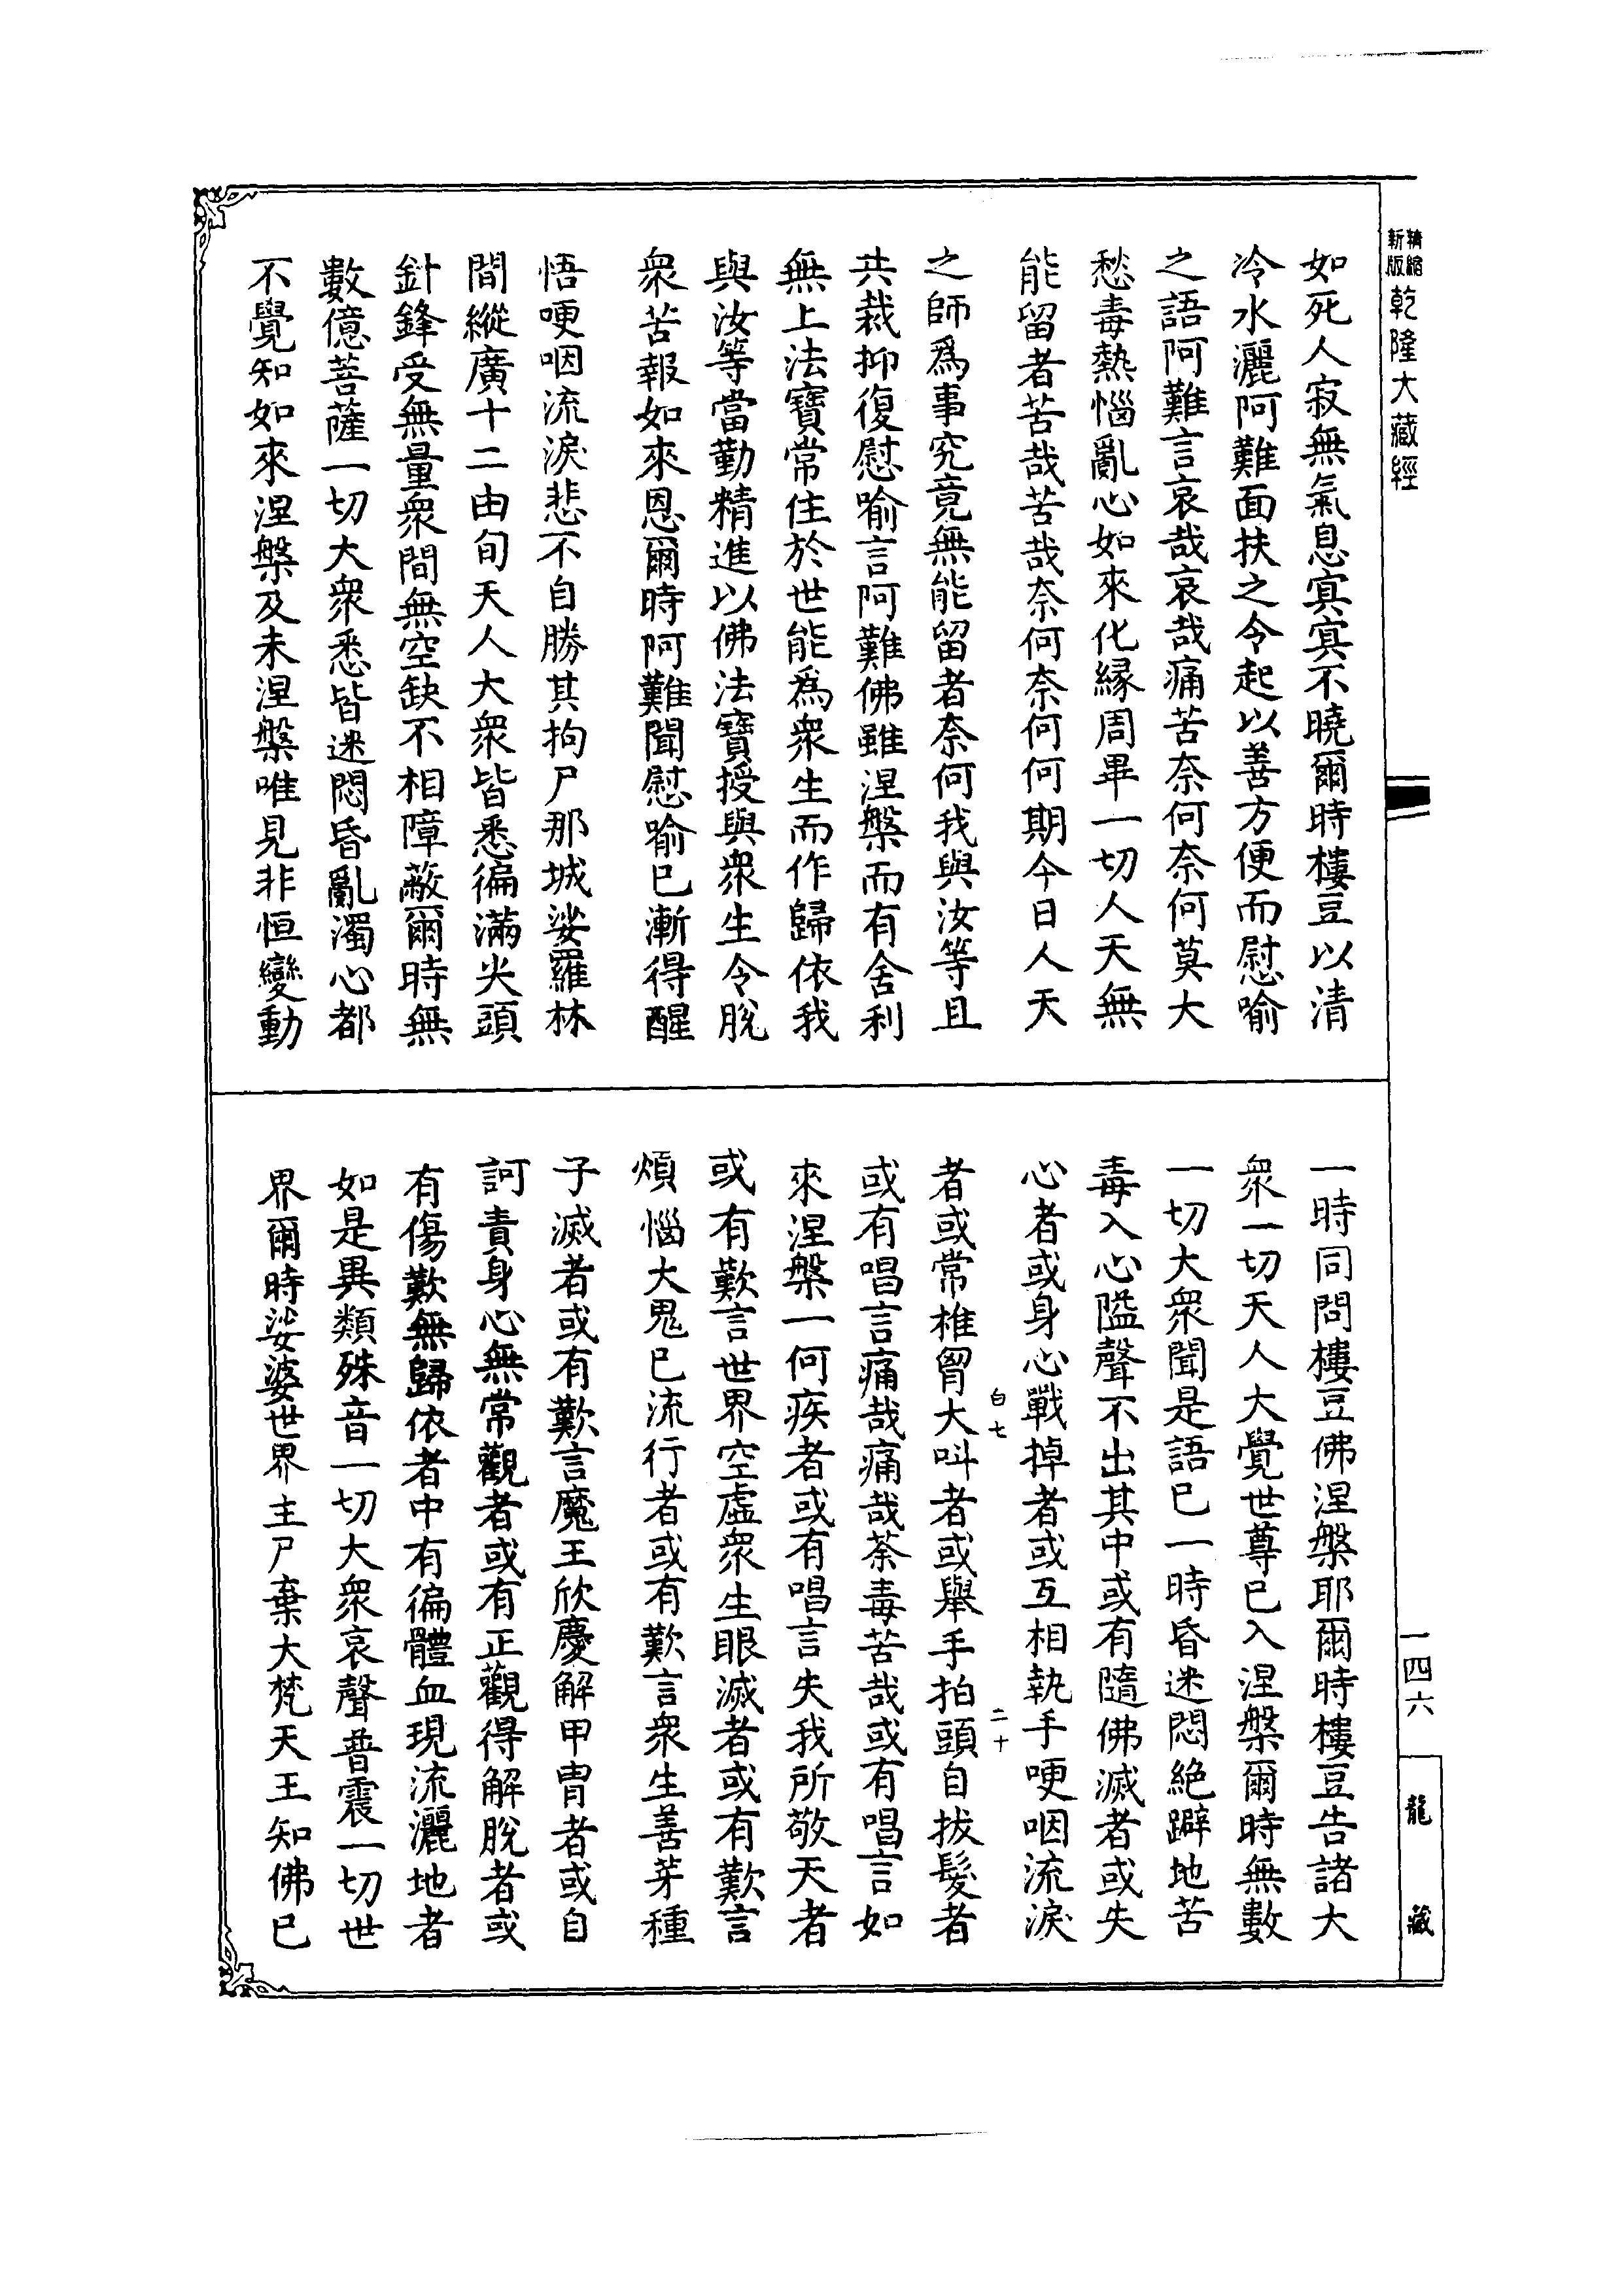 精縮
新版
乾隆大藏經
如死人寂無氣息㝠㝠不曉爾時樓豆以清
冷水灑阿難面扶之令起以善方便而慰喻
之語阿難言哀哉哀哉痛苦奈何奈何莫大
愁毒熱惱亂心如來化縁周畢一切人天無
能留者苦哉苦哉奈何奈何何期今日人天
之師爲事究竟無能留者奈何我與汝等且
共裁抑復慰喻言阿難佛雖涅槃而有舍利
無上法寶常住於世能爲衆生而作歸依我
與汝等當勤精進以佛法寶授與衆生令脫
衆苦報如來恩爾時阿難聞慰喻已漸得醒
悟哽咽流淚悲不自勝其拘尸那城娑羅林
間縱廣十二由旬天人大衆皆悉徧滿尖頭
針鋒受無量衆間無空缺不相障蔽爾時無
數億菩薩一切大衆悉皆迷悶昏亂濁心都
不覺知如來涅槃及未涅槃唯見非恒變動
一時同問樓豆佛涅槃耶爾時樓豆告諸大
衆一切天人大覺世尊已入涅槃爾時無數
一切大衆聞是語已一時昏迷悶絕躃地苦
毒入心隘聲不出其中或有隨佛滅者或失
心者或身心戰掉者或互相執手哽咽流淚
者或常椎胷大叫者或舉手拍頭自拔髮者
或有唱言痛哉痛哉荼毒苦哉或有唱言如
來涅槃一何疾者或有唱言失我所敬天者
或有歎言世界空虛衆生眼滅者或有歎言
煩惱大鬼已流行者或有歎言衆生善芽種
子滅者或有歎言魔王欣慶解甲冑者或自
訶責身心無常觀者或有正觀得解脫者或
有傷歎無歸依者中有徧體血現流灑地者
如是異類殊音一切大衆哀聲普震一切世
界爾時娑婆世界主尸棄大梵天王知佛已
白七
二十
一四六
龍藏